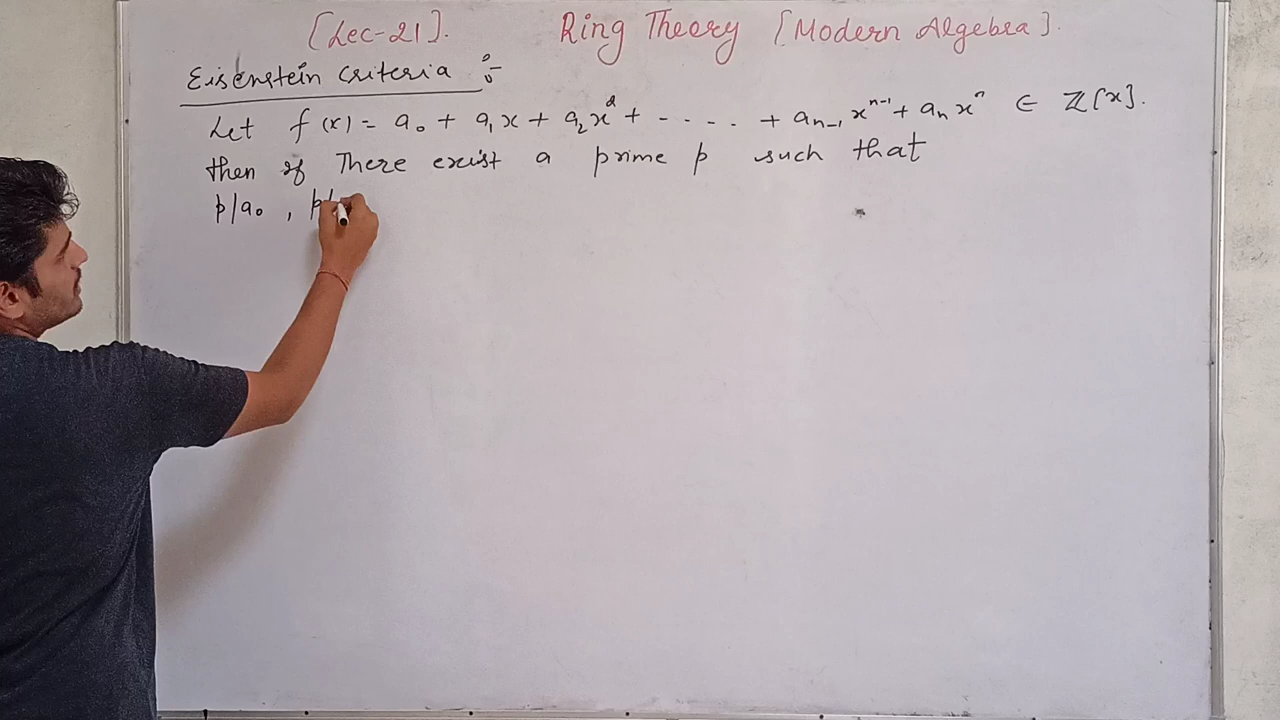 [Lec-21]. Ring Theory [Modern Algebra].
Eisenstein Criteria :-
Let f(x) = a₀ + a₁x + a₂x² + - - - - - + aₙ₋₁xⁿ⁻¹ + aₙxⁿ ∈ ℤ[x].
then if There exist a prime p such that
p/a₀ , p/